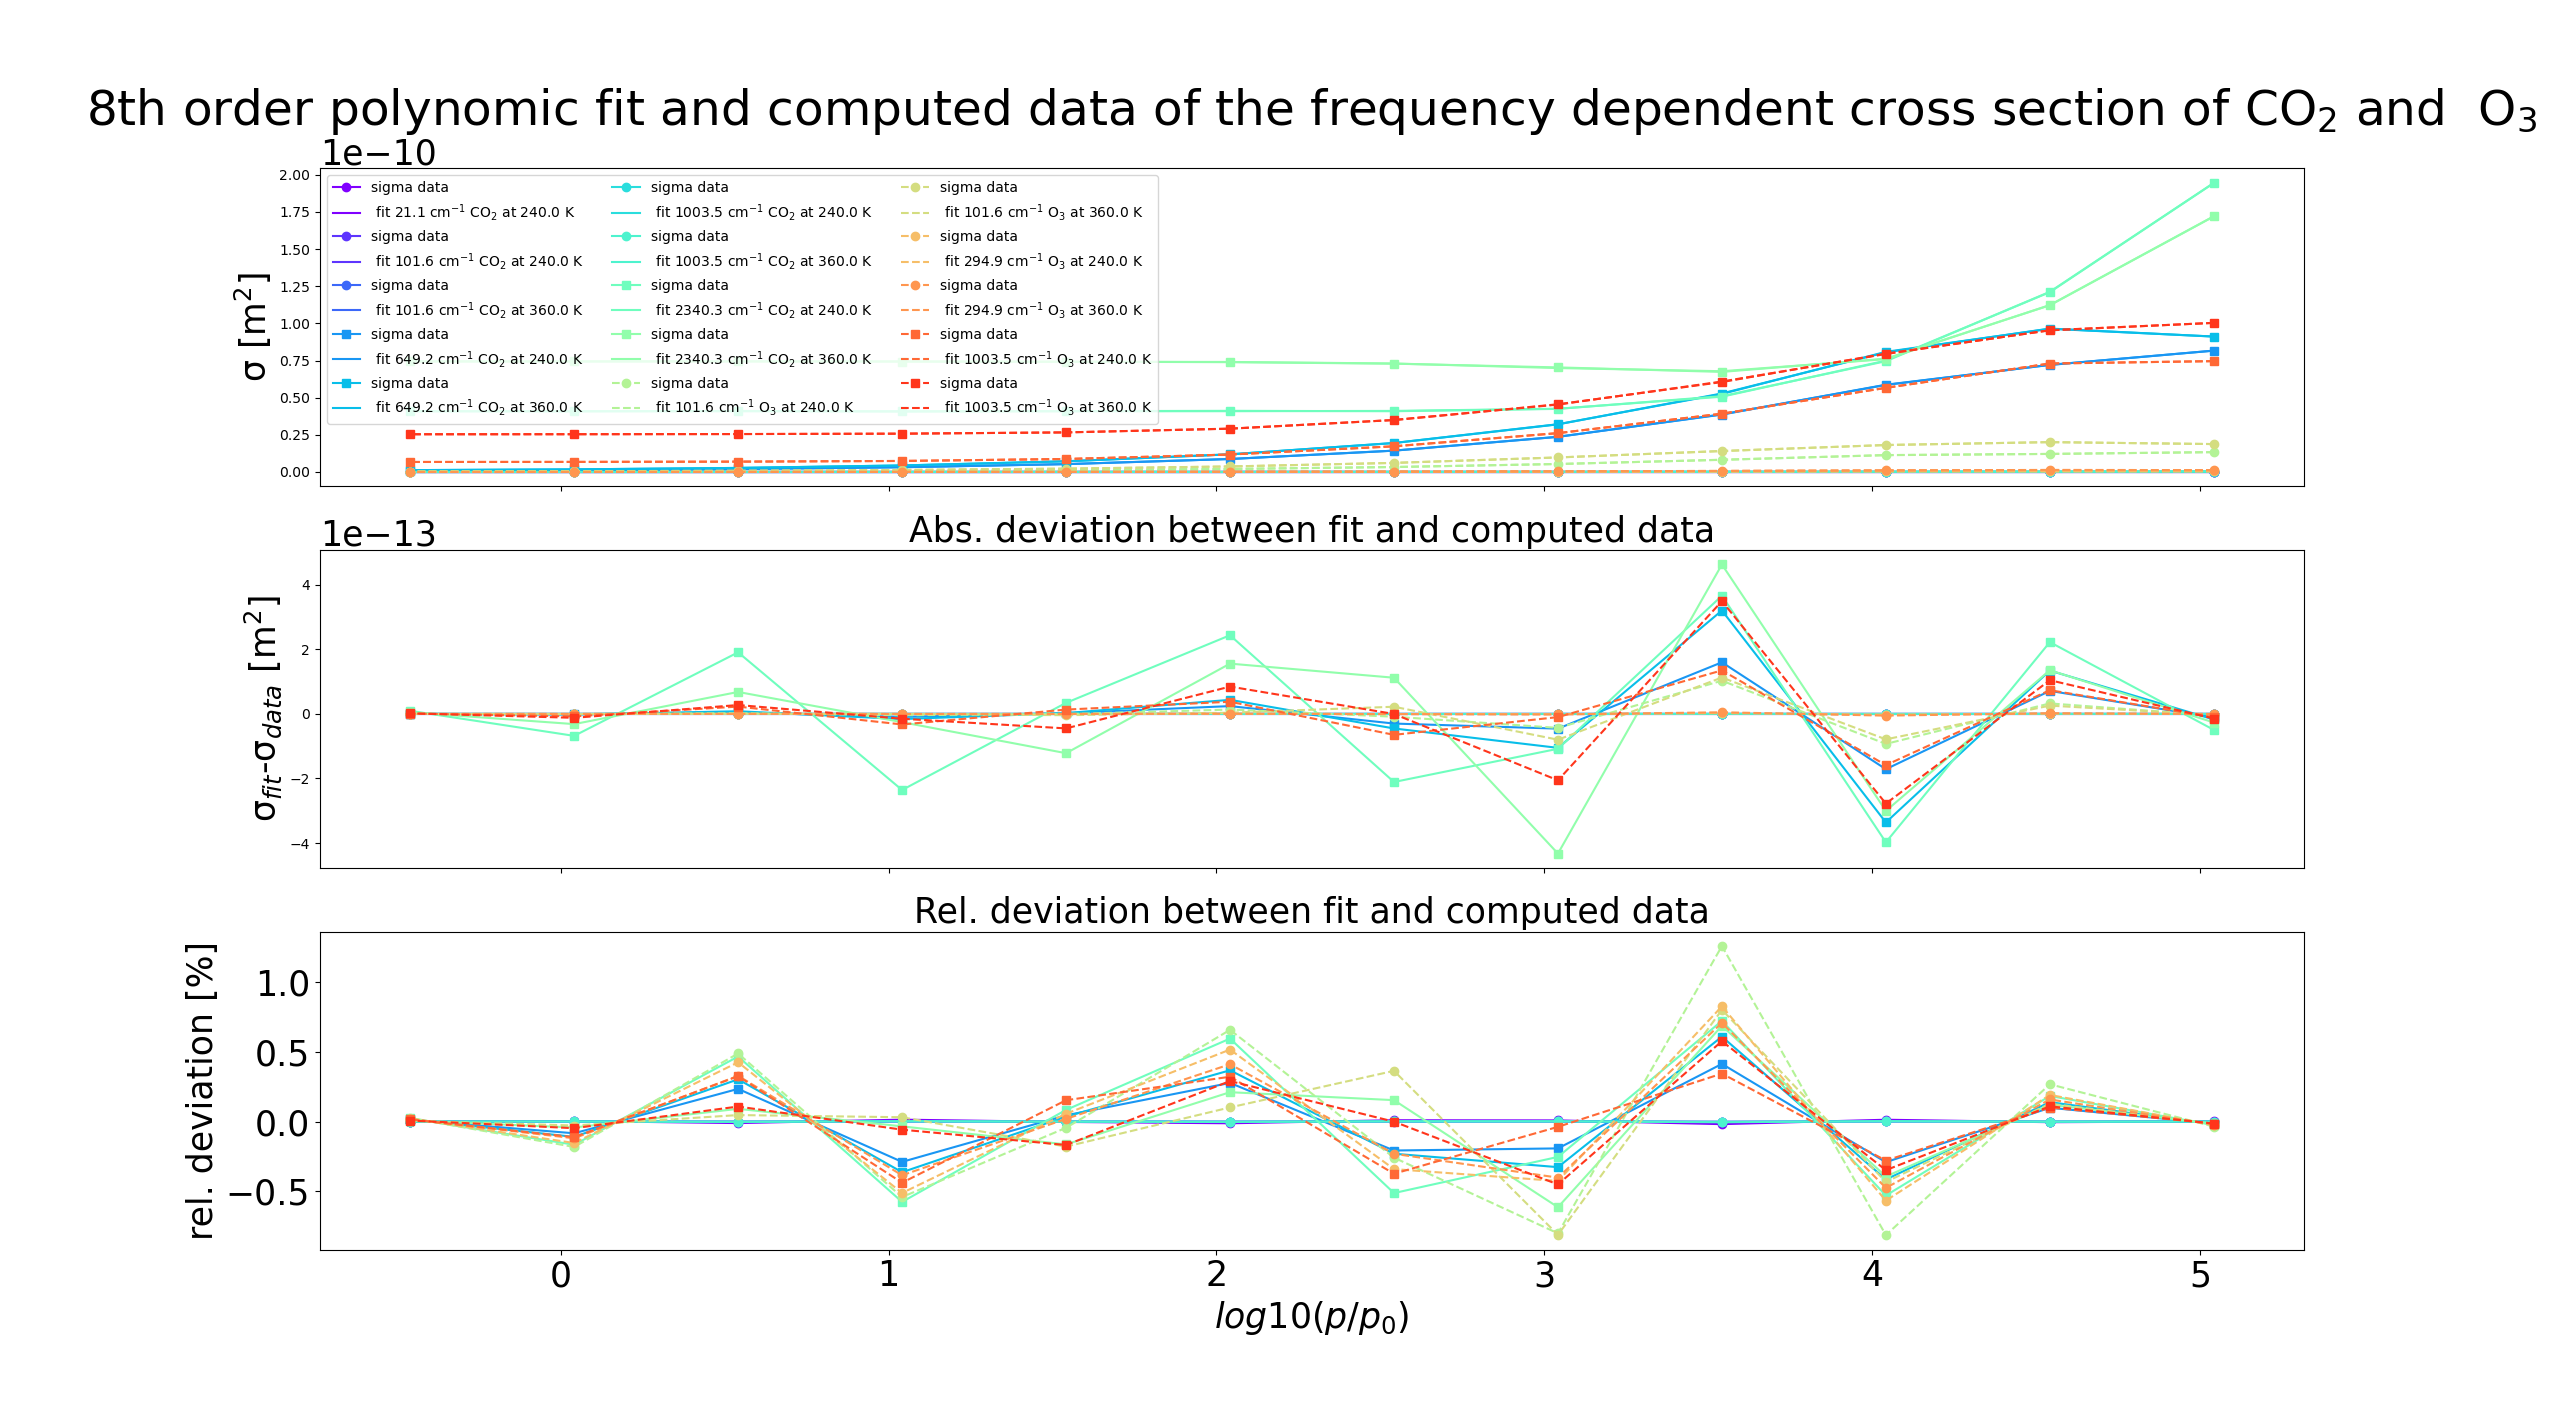 8th order polynomic fit and computed data of the frequency dependent cross section of CO₂ and  O₃
1e−10
2.00
1.75
1.50
1.25
1.00
0.75
0.50
0.25
0.00
σ [m²]
sigma data
fit 21.1 cm⁻¹ CO₂ at 240.0 K
sigma data
fit 101.6 cm⁻¹ CO₂ at 240.0 K
sigma data
fit 101.6 cm⁻¹ CO₂ at 360.0 K
sigma data
fit 649.2 cm⁻¹ CO₂ at 240.0 K
sigma data
fit 649.2 cm⁻¹ CO₂ at 360.0 K
sigma data
fit 1003.5 cm⁻¹ CO₂ at 240.0 K
sigma data
fit 1003.5 cm⁻¹ CO₂ at 360.0 K
sigma data
fit 2340.3 cm⁻¹ CO₂ at 240.0 K
sigma data
fit 2340.3 cm⁻¹ CO₂ at 360.0 K
sigma data
fit 101.6 cm⁻¹ O₃ at 240.0 K
sigma data
fit 101.6 cm⁻¹ O₃ at 360.0 K
sigma data
fit 294.9 cm⁻¹ O₃ at 240.0 K
sigma data
fit 294.9 cm⁻¹ O₃ at 360.0 K
sigma data
fit 1003.5 cm⁻¹ O₃ at 240.0 K
sigma data
fit 1003.5 cm⁻¹ O₃ at 360.0 K
Abs. deviation between fit and computed data
1e−13
4
2
0
−2
−4
σfit-σdata [m²]
Rel. deviation between fit and computed data
1.0
0.5
0.0
−0.5
rel. deviation [%]
0 1 2 3 4 5
log10(p/p₀)